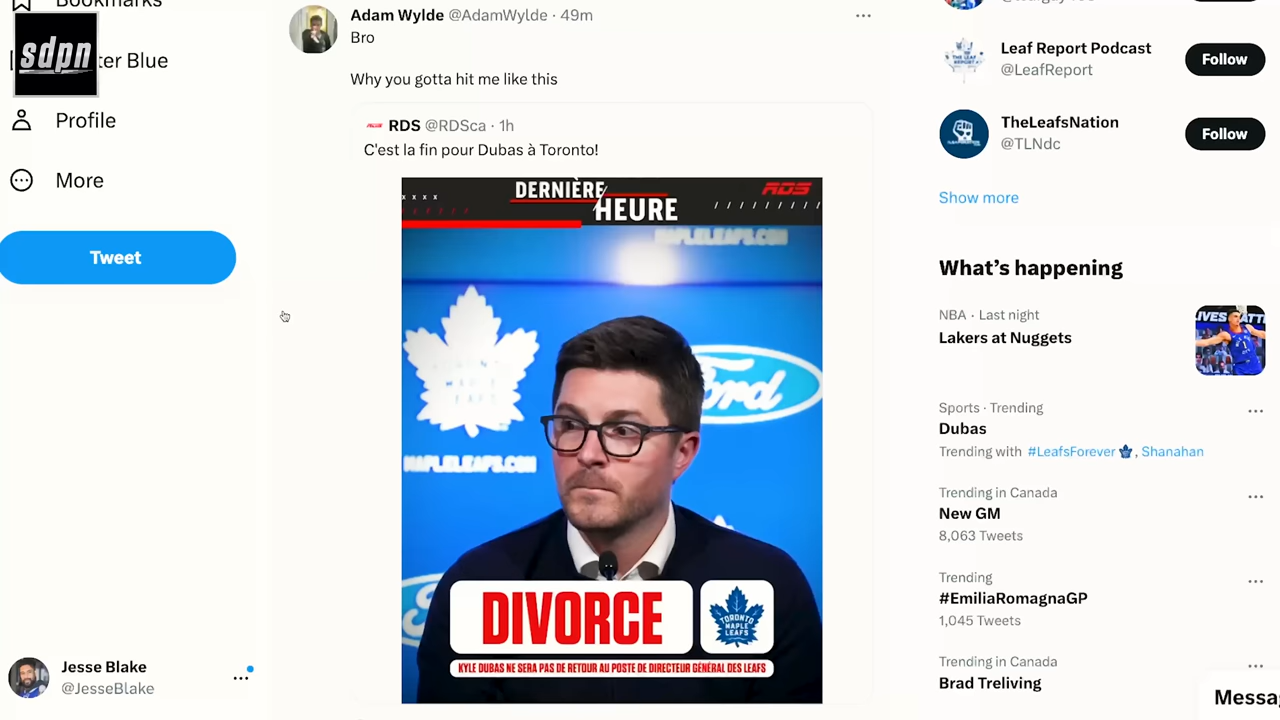 Bookmarks
sdpn
ter Blue
Profile
More
Tweet
Jesse Blake
@JesseBlake
Adam Wylde @AdamWylde · 49m
Bro
Why you gotta hit me like this
RDS @RDSca · 1h
C'est la fin pour Dubas à Toronto!
DERNIÈRE
HEURE
RDS
MAPLELEAFS.COM
Ford
MAPLELEAFS.COM
DIVORCE
TORONTO
MAPLE
LEAFS
KYLE DUBAS NE SERA PAS DE RETOUR AU POSTE DE DIRECTEUR GÉNÉRAL DES LEAFS
Leaf Report Podcast
@LeafReport
Follow
TheLeafsNation
@TLNdc
Follow
Show more
What's happening
NBA · Last night
Lakers at Nuggets
Sports · Trending
Dubas
Trending with #LeafsForever, Shanahan
Trending in Canada
New GM
8,063 Tweets
Trending
#EmiliaRomagnaGP
1,045 Tweets
Trending in Canada
Brad Treliving
Messa